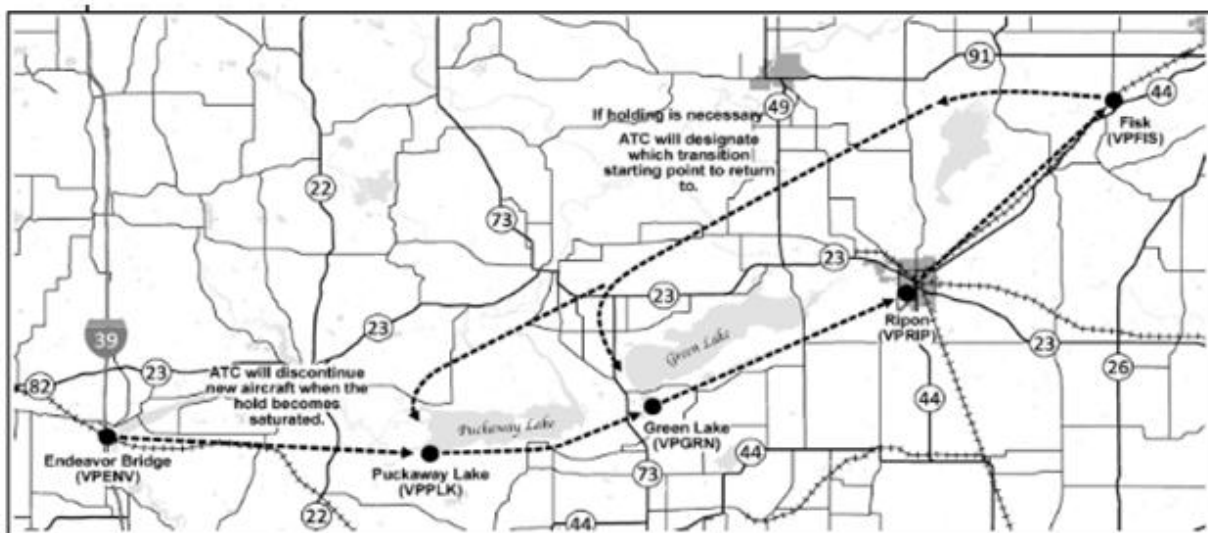 91
44
Fisk
(VPFIS)
49
If holding is necessary
ATC will designate
which transition
starting point to return
to.
22
73
23
23
Ripon
(VPRIP)
Green Lake
39
23
23
26
82
23
ATC will discontinue
new aircraft when the
hold becomes
saturated.
44
Puckaway Lake
Green Lake
(VPGRN)
Endeavor Bridge
(VPENV)
Puckaway Lake
(VPPLK)
44
73
22
44